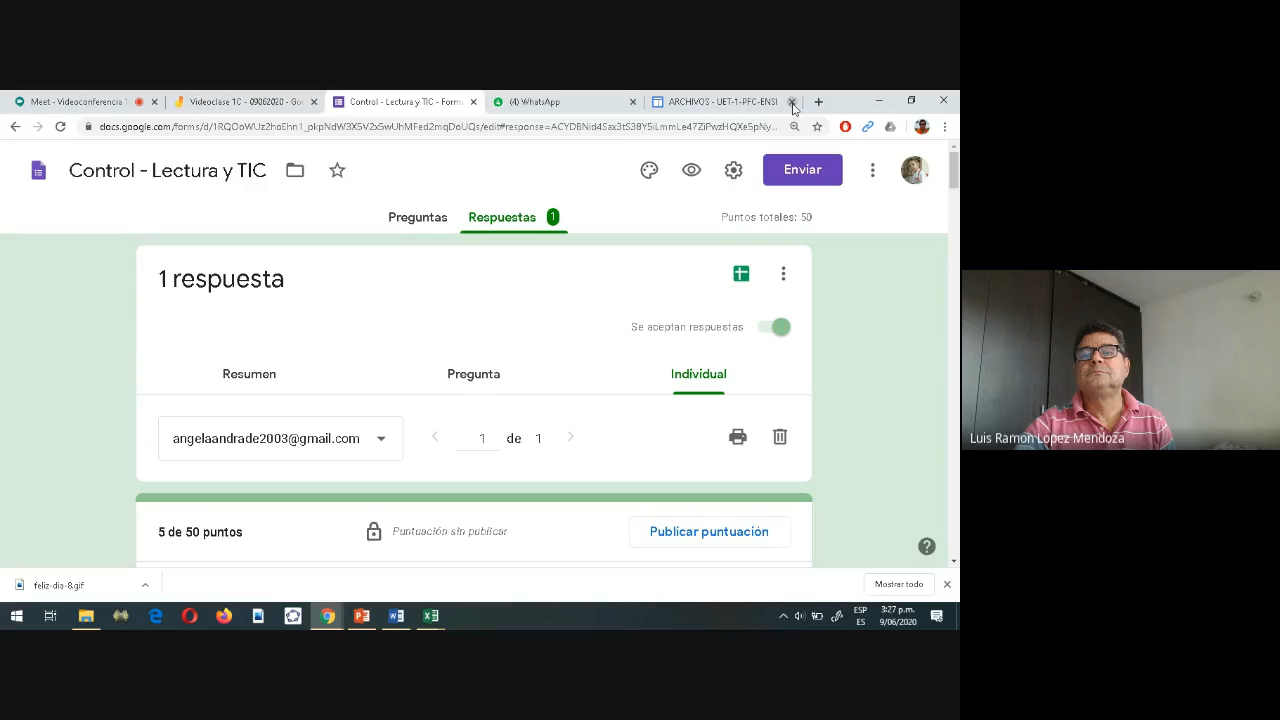 Meet - Videoconferencia
Videoclase 1C - 09062020 - Go
Control - Lectura y TIC - Form
(4) WhatsApp
ARCHIVOS - UET-1-PFC-ENSI
Control - Lectura y TIC
Enviar
Preguntas
Respuestas 1
Puntos totales: 50
1 respuesta
Se aceptan respuestas
Resumen
Pregunta
Individual
angelaandrade2003@gmail.com
1 de 1
5 de 50 puntos
Puntuación sin publicar
Publicar puntuación
feliz-dia-8.gif
Mostrar todo
ESP
ES
3:27 p.m.
9/06/2020
Luis Ramon Lopez Mendoza